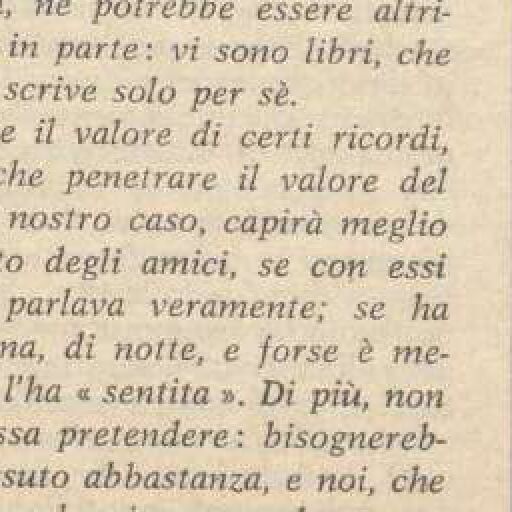 né potrebbe essere altri-
in parte: vi sono libri, che
scrive solo per sè.
e il valore di certi ricordi,
che penetrare il valore del
nostro caso, capirà meglio
to degli amici, se con essi
parlava veramente; se ha
na, di notte, e forse è me-
l'ha « sentita ». Di più, non
ssa pretendere: bisognereb-
suto abbastanza, e noi, che